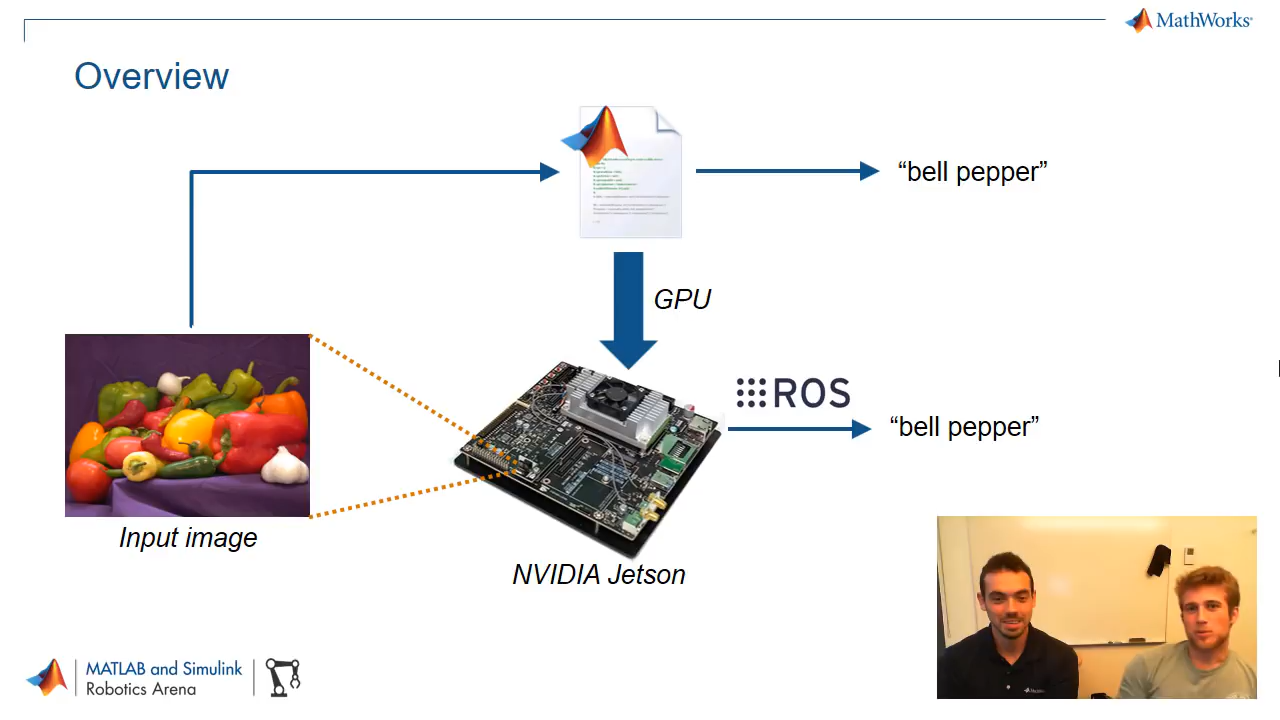 MathWorks®
Overview
“bell pepper”
GPU
ROS
“bell pepper”
Input image
NVIDIA Jetson
MATLAB and Simulink
Robotics Arena